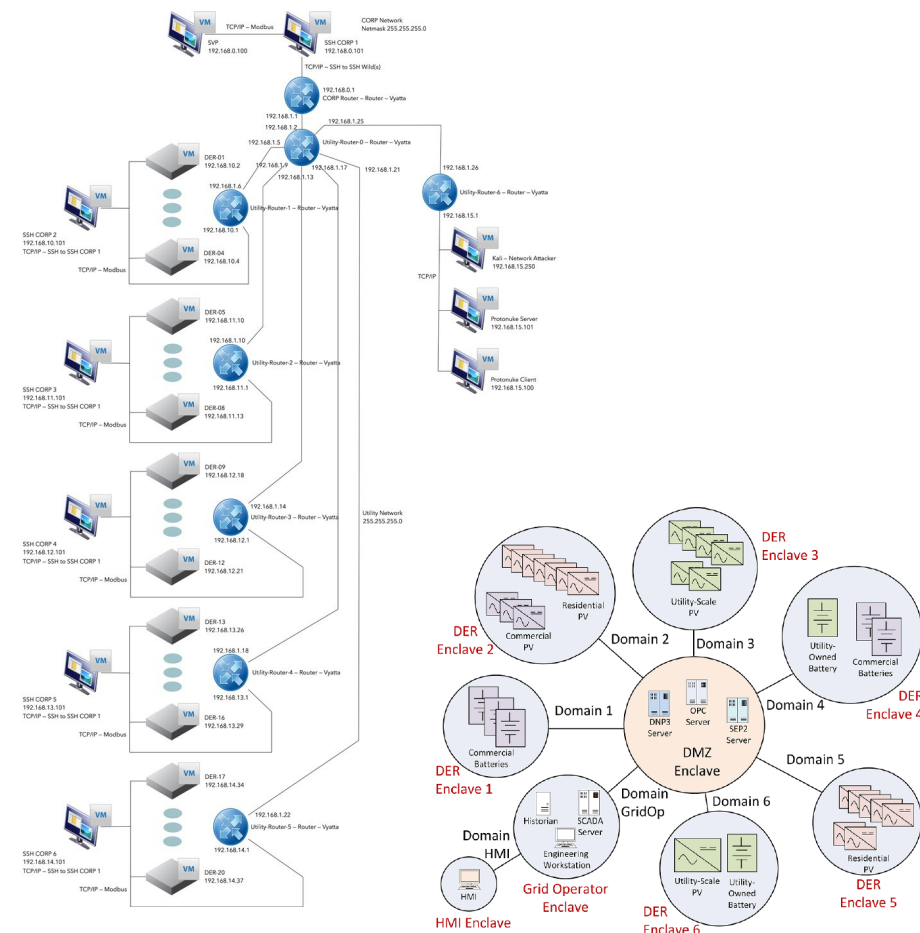 VM
VM
TCP/IP – Modbus
CORP Network
Netmask 255.255.255.0
SVP
192.168.0.100
SSH CORP 1
192.168.0.101
TCP/IP – SSH to SSH Wild(s)
192.168.0.1
CORP Router – Router – Vyatta
192.168.1.1
192.168.1.2
192.168.1.25
192.168.1.5
Utility-Router-0 – Router – Vyatta
192.168.1.9
192.168.1.17
192.168.1.21
192.168.1.13
VM
DER-01
192.168.10.2
192.168.1.6
VM
Utility-Router-1 – Router – Vyatta
192.168.10.1
SSH CORP 2
192.168.10.101
TCP/IP – SSH to SSH CORP 1
VM
DER-04
192.168.10.4
TCP/IP – Modbus
192.168.1.26
Utility-Router-6 – Router – Vyatta
192.168.15.1
VM
Kali – Network Attacker
192.168.15.250
TCP/IP
VM
Protonuke Server
192.168.15.101
VM
Protonuke Client
192.168.15.100
VM
DER-05
192.168.11.10
192.168.1.10
VM
Utility-Router-2 – Router – Vyatta
192.168.11.1
SSH CORP 3
192.168.11.101
TCP/IP – SSH to SSH CORP 1
VM
DER-08
192.168.11.13
TCP/IP – Modbus
VM
DER-09
192.168.12.18
192.168.1.14
VM
Utility-Router-3 – Router – Vyatta
Utility Network
255.255.255.0
192.168.12.1
SSH CORP 4
192.168.12.101
TCP/IP – SSH to SSH CORP 1
VM
DER-12
192.168.12.21
TCP/IP – Modbus
VM
DER-13
192.168.13.26
192.168.1.18
VM
Utility-Router-4 – Router – Vyatta
192.168.13.1
SSH CORP 5
192.168.13.101
TCP/IP – SSH to SSH CORP 1
VM
DER-16
192.168.13.29
TCP/IP – Modbus
VM
DER-17
192.168.14.34
192.168.1.22
VM
Utility-Router-5 – Router – Vyatta
192.168.14.1
SSH CORP 6
192.168.14.101
TCP/IP – SSH to SSH CORP 1
VM
DER-20
192.168.14.37
TCP/IP – Modbus
DER
Enclave 3
Utility-Scale
PV
Residential
PV
Commercial
PV
DER
Enclave 2
Domain 2
Domain 3
Utility-
Owned
Battery
Commercial
Batteries
DER
Enclave 4
Domain 4
Domain 1
DNP3
Server
OPC
Server
SEP2
Server
DMZ
Enclave
Commercial
Batteries
DER
Enclave 1
Domain 5
Domain
GridOp
Domain 6
Historian
SCADA
Server
Engineering
Workstation
Domain
HMI
HMI
HMI Enclave
Grid Operator
Enclave
Utility-Scale
PV
Utility-
Owned
Battery
DER
Enclave 6
Residential
PV
DER
Enclave 5